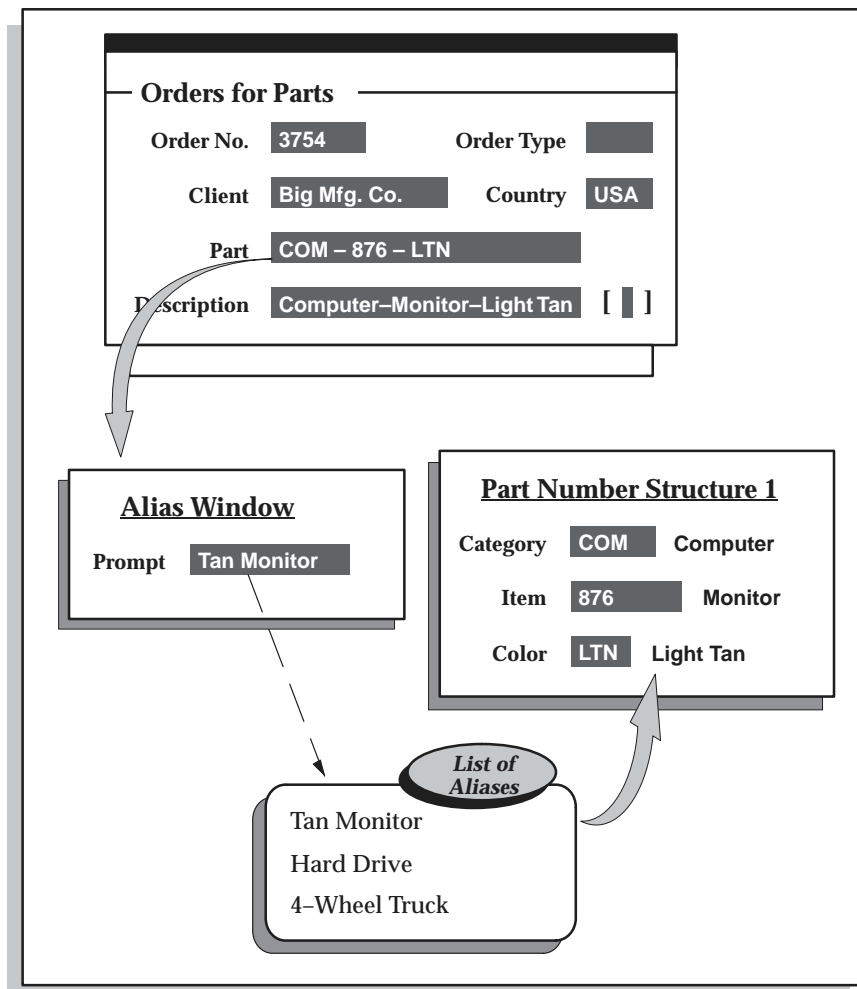 Orders for Parts
Order No. 3754 Order Type
Client Big Mfg. Co. Country USA
Part COM – 876 – LTN
Description Computer–Monitor–Light Tan [ ]
Alias Window
Prompt Tan Monitor
Part Number Structure 1
Category COM Computer
Item 876 Monitor
Color LTN Light Tan
List of
Aliases
Tan Monitor
Hard Drive
4–Wheel Truck